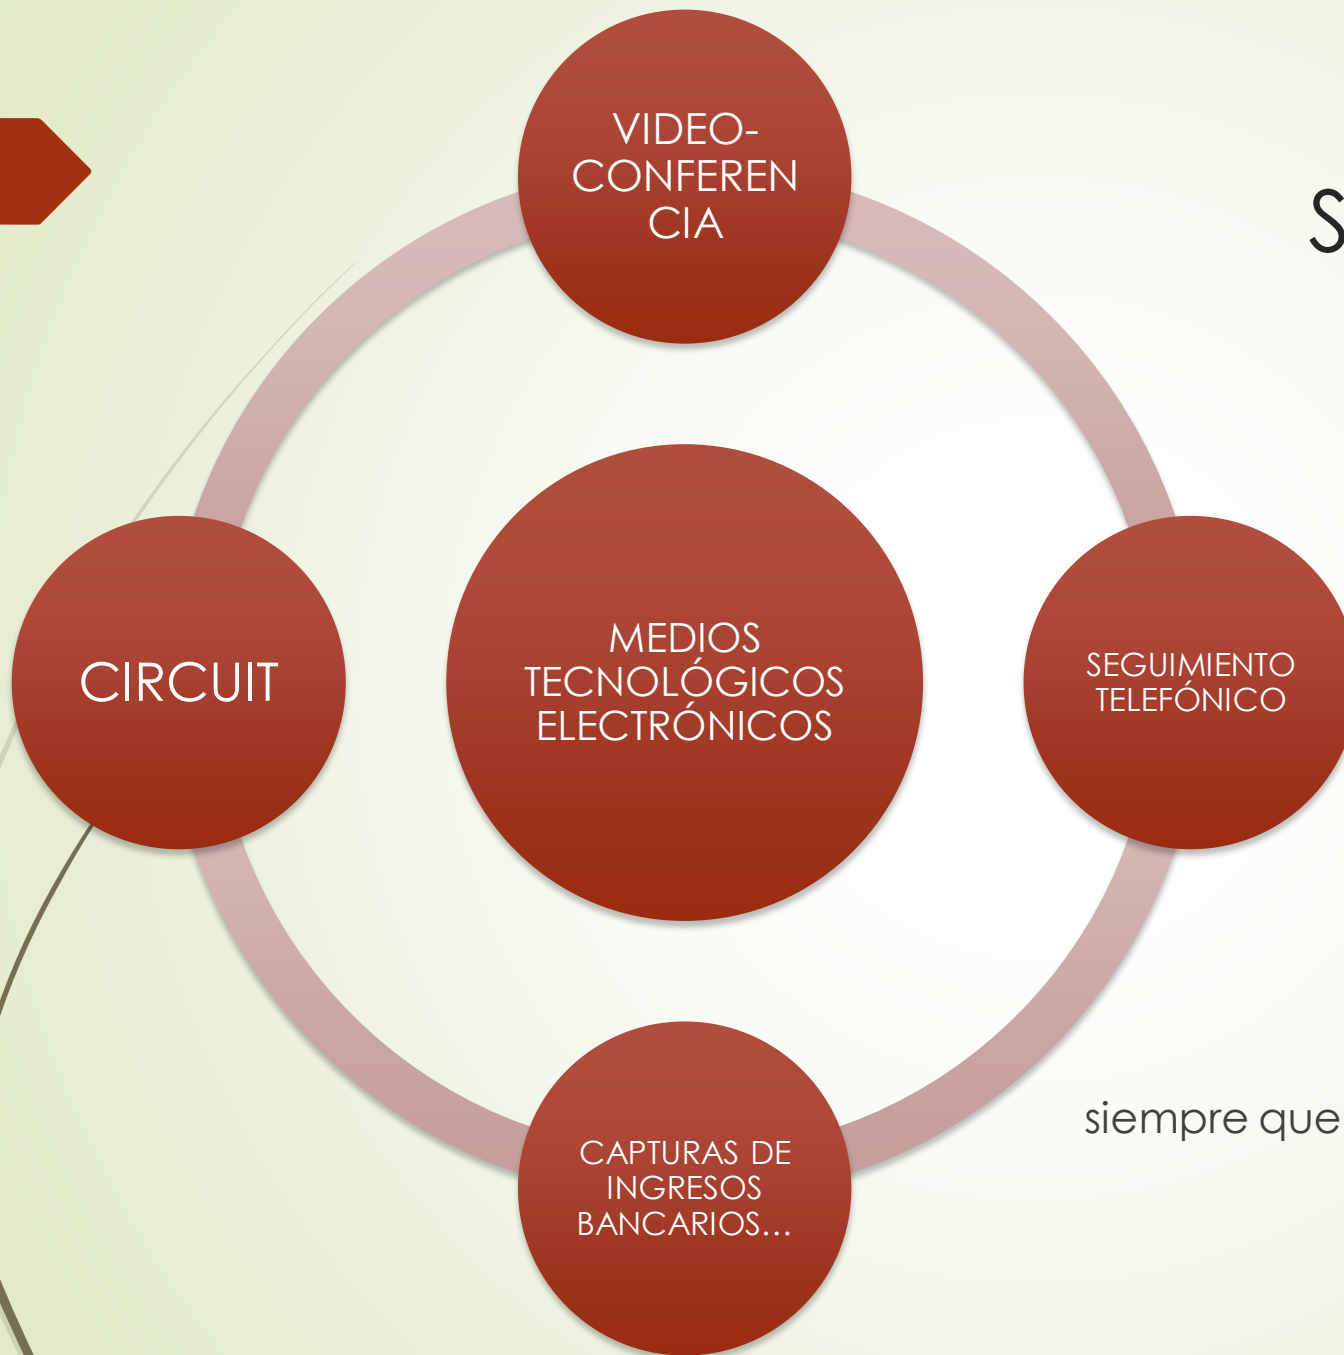 VIDEO-
CONFEREN
CIA
S
CIRCUIT
MEDIOS
TECNOLÓGICOS
ELECTRÓNICOS
SEGUIMIENTO
TELEFÓNICO
siempre que
CAPTURAS DE
INGRESOS
BANCARIOS...